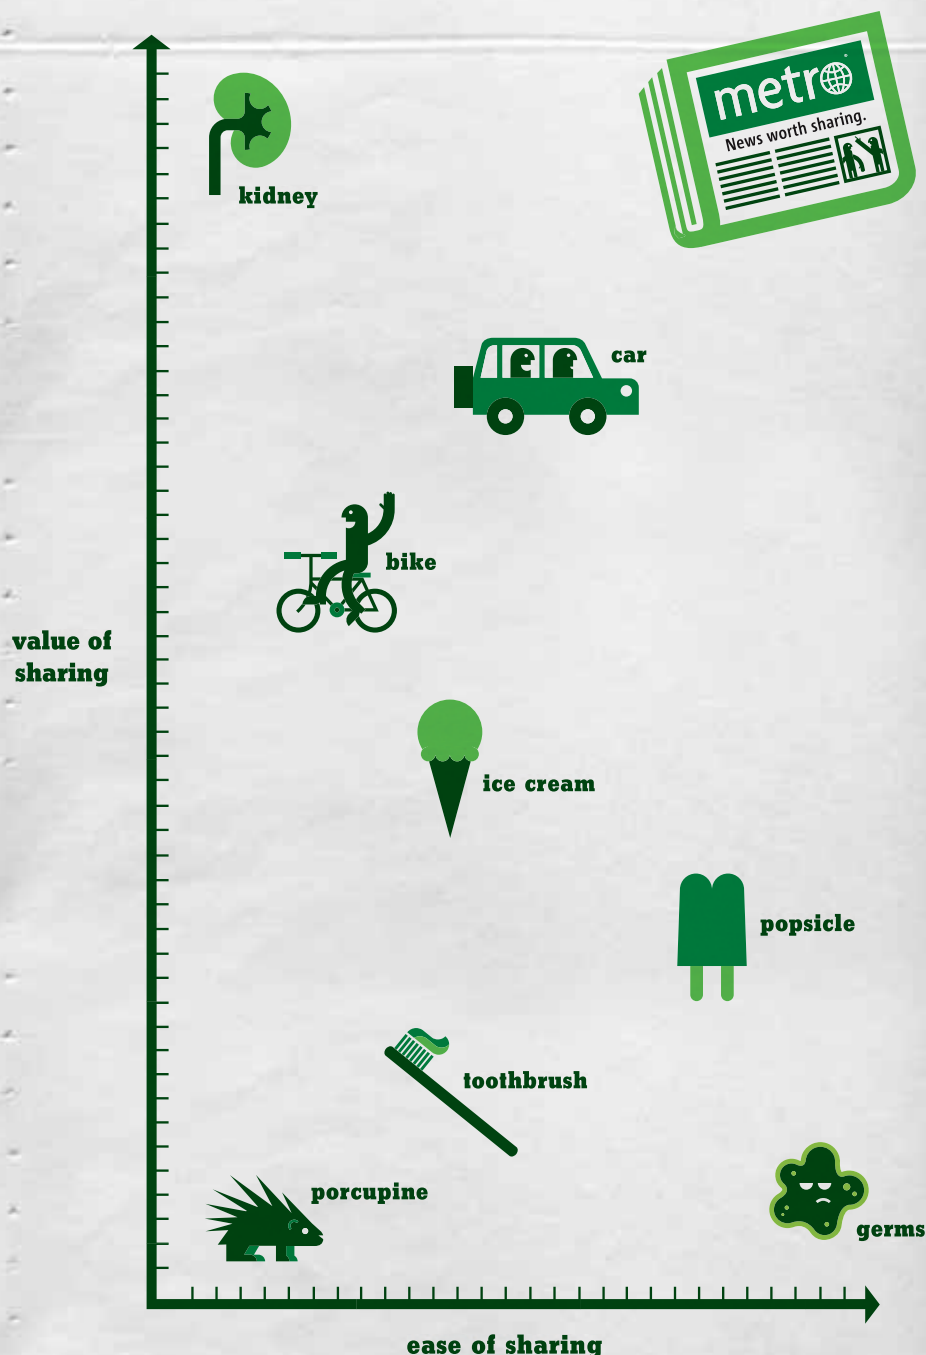 metro
News worth sharing.
kidney
car
bike
value of
sharing
ice cream
popsicle
toothbrush
porcupine
germs
ease of sharing